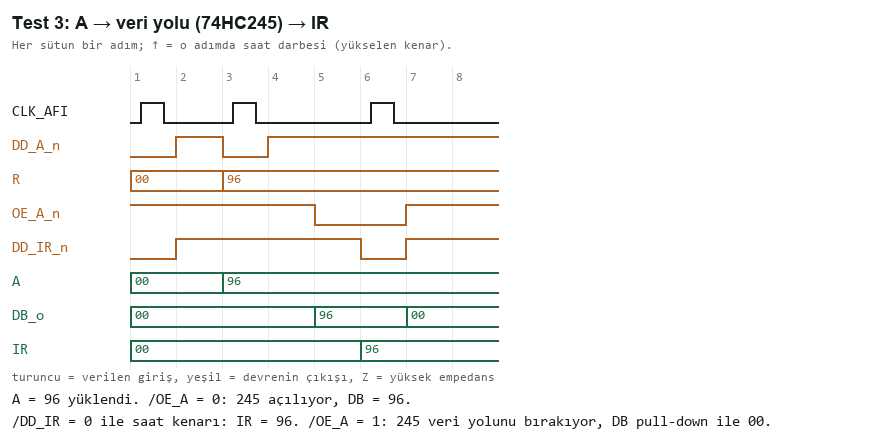 Test 3: A → veri yolu (74HC245) → IR
Her sütun bir adım; ↑ = o adımda saat darbesi (yükselen kenar).
1 2 3 4 5 6 7 8
CLK_AFI
DD_A_n
R 00 96
OE_A_n
DD_IR_n
A 00 96
DB_o 00 96 00
IR 00 96
turuncu = verilen giriş, yeşil = devrenin çıkışı, Z = yüksek empedans
A = 96 yüklendi. /OE_A = 0: 245 açılıyor, DB = 96.
/DD_IR = 0 ile saat kenarı: IR = 96. /OE_A = 1: 245 veri yolunu bırakıyor, DB pull-down ile 00.